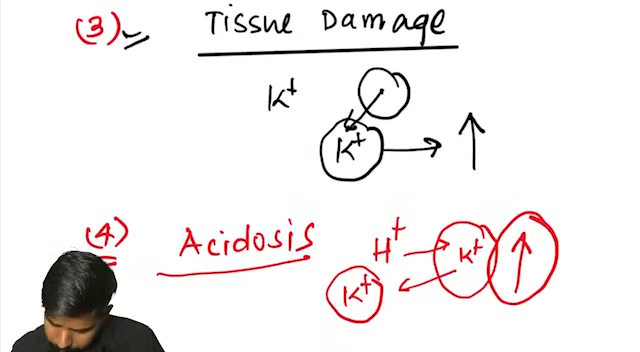 (3) Tissue Damage
K+
K+ → ↑
(4) Acidosis H+ → K+ ↑
K+ ←